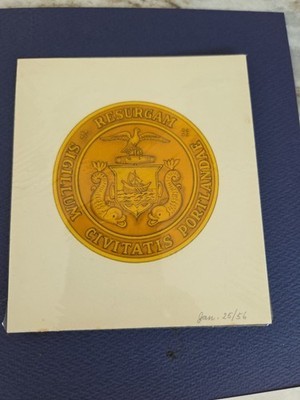 RESURGAM
SIGILLUM CIVITATIS PORTLANDAE
Jan. 25/56